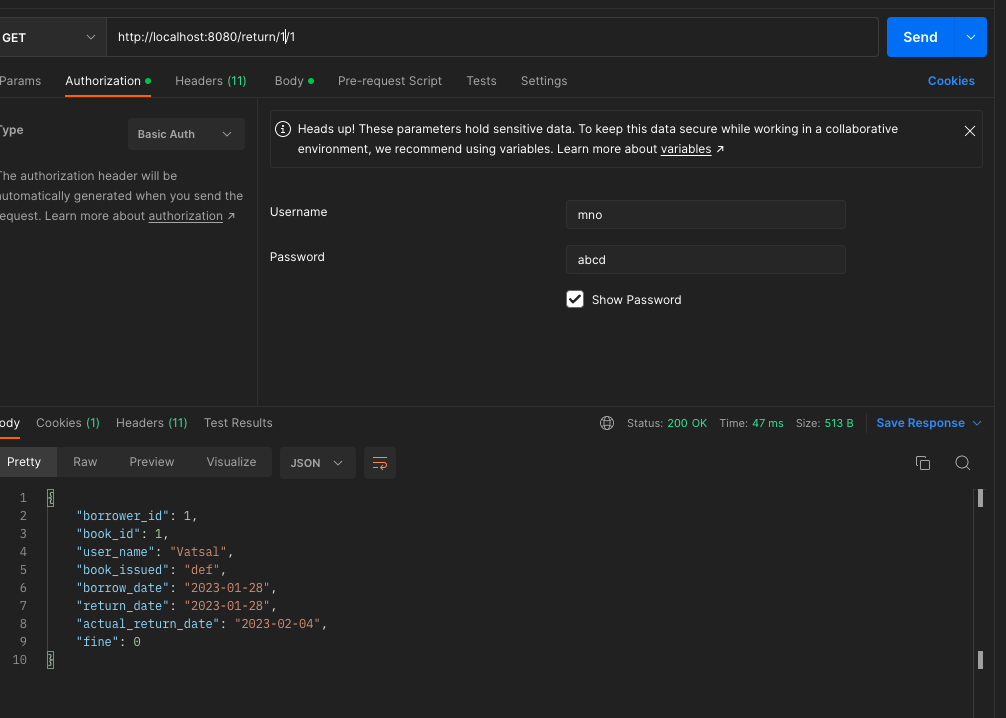 GET
http://localhost:8080/return/1/1
Send
Params Authorization Headers (11) Body Pre-request Script Tests Settings Cookies
Type
Basic Auth
Heads up! These parameters hold sensitive data. To keep this data secure while working in a collaborative
environment, we recommend using variables. Learn more about variables ↗
The authorization header will be
automatically generated when you send the
request. Learn more about authorization ↗
Username
mno
Password
abcd
Show Password
ody Cookies (1) Headers (11) Test Results Status: 200 OK Time: 47 ms Size: 513 B Save Response
Pretty Raw Preview Visualize JSON
1 {
2 "borrower_id": 1,
3 "book_id": 1,
4 "user_name": "Vatsal",
5 "book_issued": "def",
6 "borrow_date": "2023-01-28",
7 "return_date": "2023-01-28",
8 "actual_return_date": "2023-02-04",
9 "fine": 0
10 }